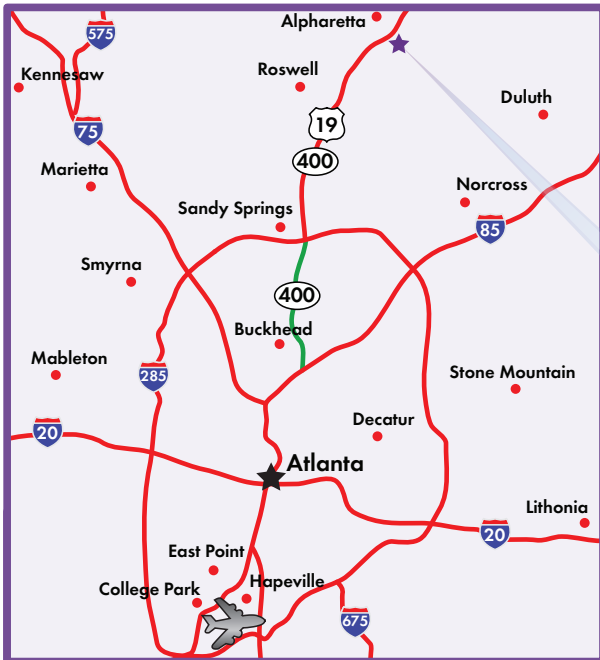 Alpharetta
575
Roswell
Kennesaw
Duluth
19
75
400
Marietta
Norcross
Sandy Springs
85
Smyrna
400
Buckhead
Mableton
285
Stone Mountain
Decatur
20
Atlanta
Lithonia
20
East Point
College Park
Hapeville
675